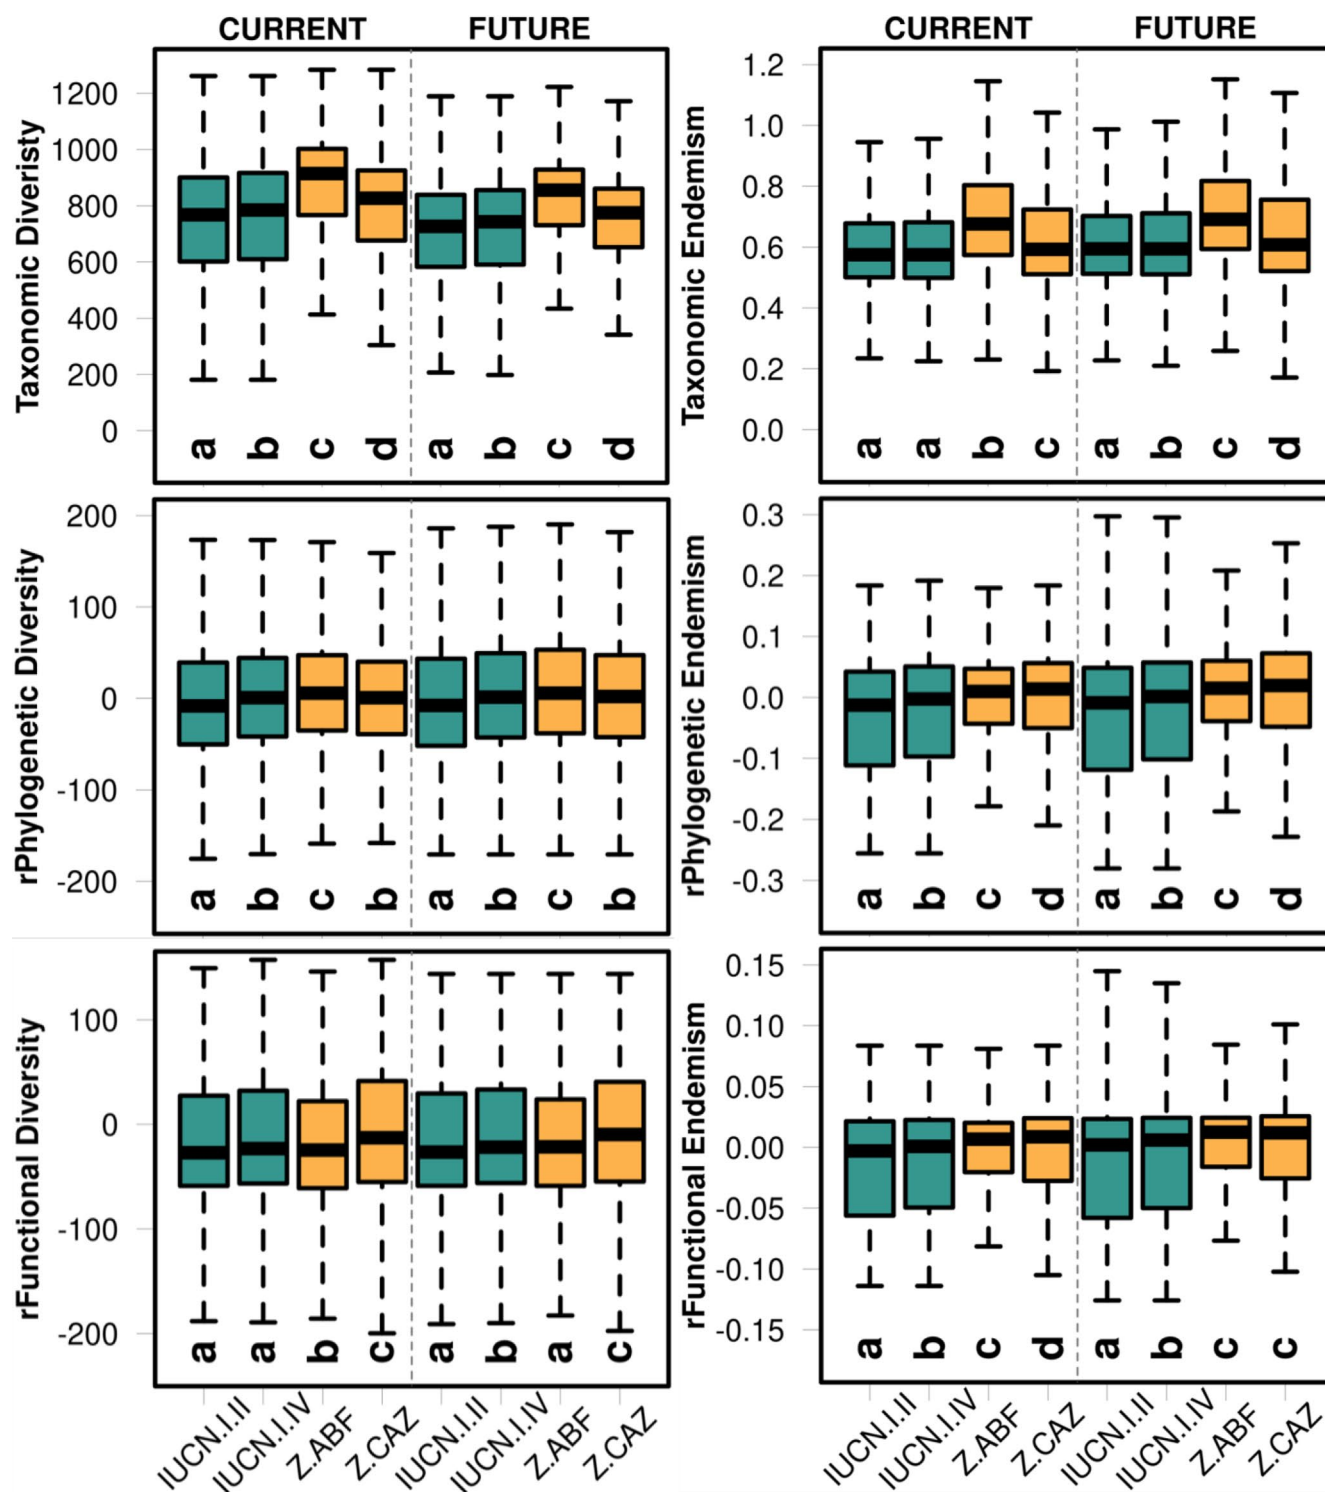 CURRENT FUTURE CURRENT FUTURE
Taxonomic Diveristy
1200
1000
800
600
400
200
0
a b c d a b c d
Taxonomic Endemism
1.2
1.0
0.8
0.6
0.4
0.2
0.0
a a b c a b c d
rPhylogenetic Diversity
200
100
0
-100
-200
a b c b a b c b
rPhylogenetic Endemism
0.3
0.2
0.1
0.0
-0.1
-0.2
-0.3
a b c d a b c d
rFunctional Diversity
100
0
-100
-200
a a b c a b a c
rFunctional Endemism
0.15
0.10
0.05
0.00
-0.05
-0.10
-0.15
a b c d a b c c
IUCN.I.II IUCN.I.IV Z.ABF Z.CAZ IUCN.I.II IUCN.I.IV Z.ABF Z.CAZ
IUCN.I.II IUCN.I.IV Z.ABF Z.CAZ IUCN.I.II IUCN.I.IV Z.ABF Z.CAZ